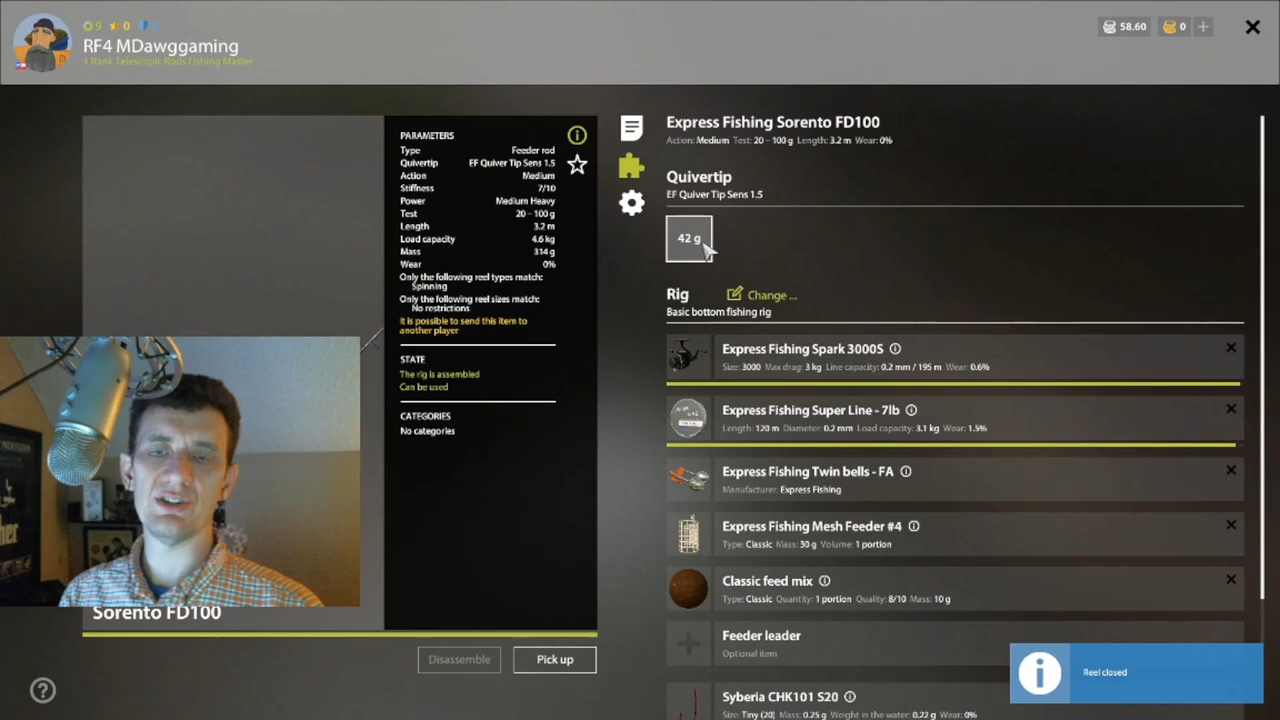 9 0
RF4 MDawggaming
1 Rank Telescopic Rods Fishing Master
58.60 0 +
PARAMETERS
Type Feeder rod
Quivertip EF Quiver Tip Sens 1.5
Action Medium
Stiffness 7/10
Power Medium Heavy
Test 20 – 100 g
Length 3.2 m
Load capacity 4.6 kg
Mass 314 g
Wear 0%
Only the following reel types match:
Spinning
Only the following reel sizes match:
No restrictions
It is possible to send this item to
another player
STATE
The rig is assembled
Can be used
CATEGORIES
No categories
Sorento FD100
Disassemble
Pick up
Express Fishing Sorento FD100
Action: Medium Test: 20 – 100 g Length: 3.2 m Wear: 0%
Quivertip
EF Quiver Tip Sens 1.5
42 g
Rig Change ...
Basic bottom fishing rig
Express Fishing Spark 3000S
Size: 3000 Max drag: 3 kg Line capacity: 0.2 mm / 195 m Wear: 0.6%
Express Fishing Super Line - 7lb
Length: 120 m Diameter: 0.2 mm Load capacity: 3.1 kg Wear: 1.5%
Express Fishing Twin bells - FA
Manufacturer: Express Fishing
Express Fishing Mesh Feeder #4
Type: Classic Mass: 30 g Volume: 1 portion
Classic feed mix
Type: Classic Quantity: 1 portion Quality: 8/10 Mass: 10 g
Feeder leader
Optional item
Syberia CHK101 S20
Size: Tiny (20) Mass: 0.25 g Weight in the water: 0.22 g Wear: 0%
Reel closed
?